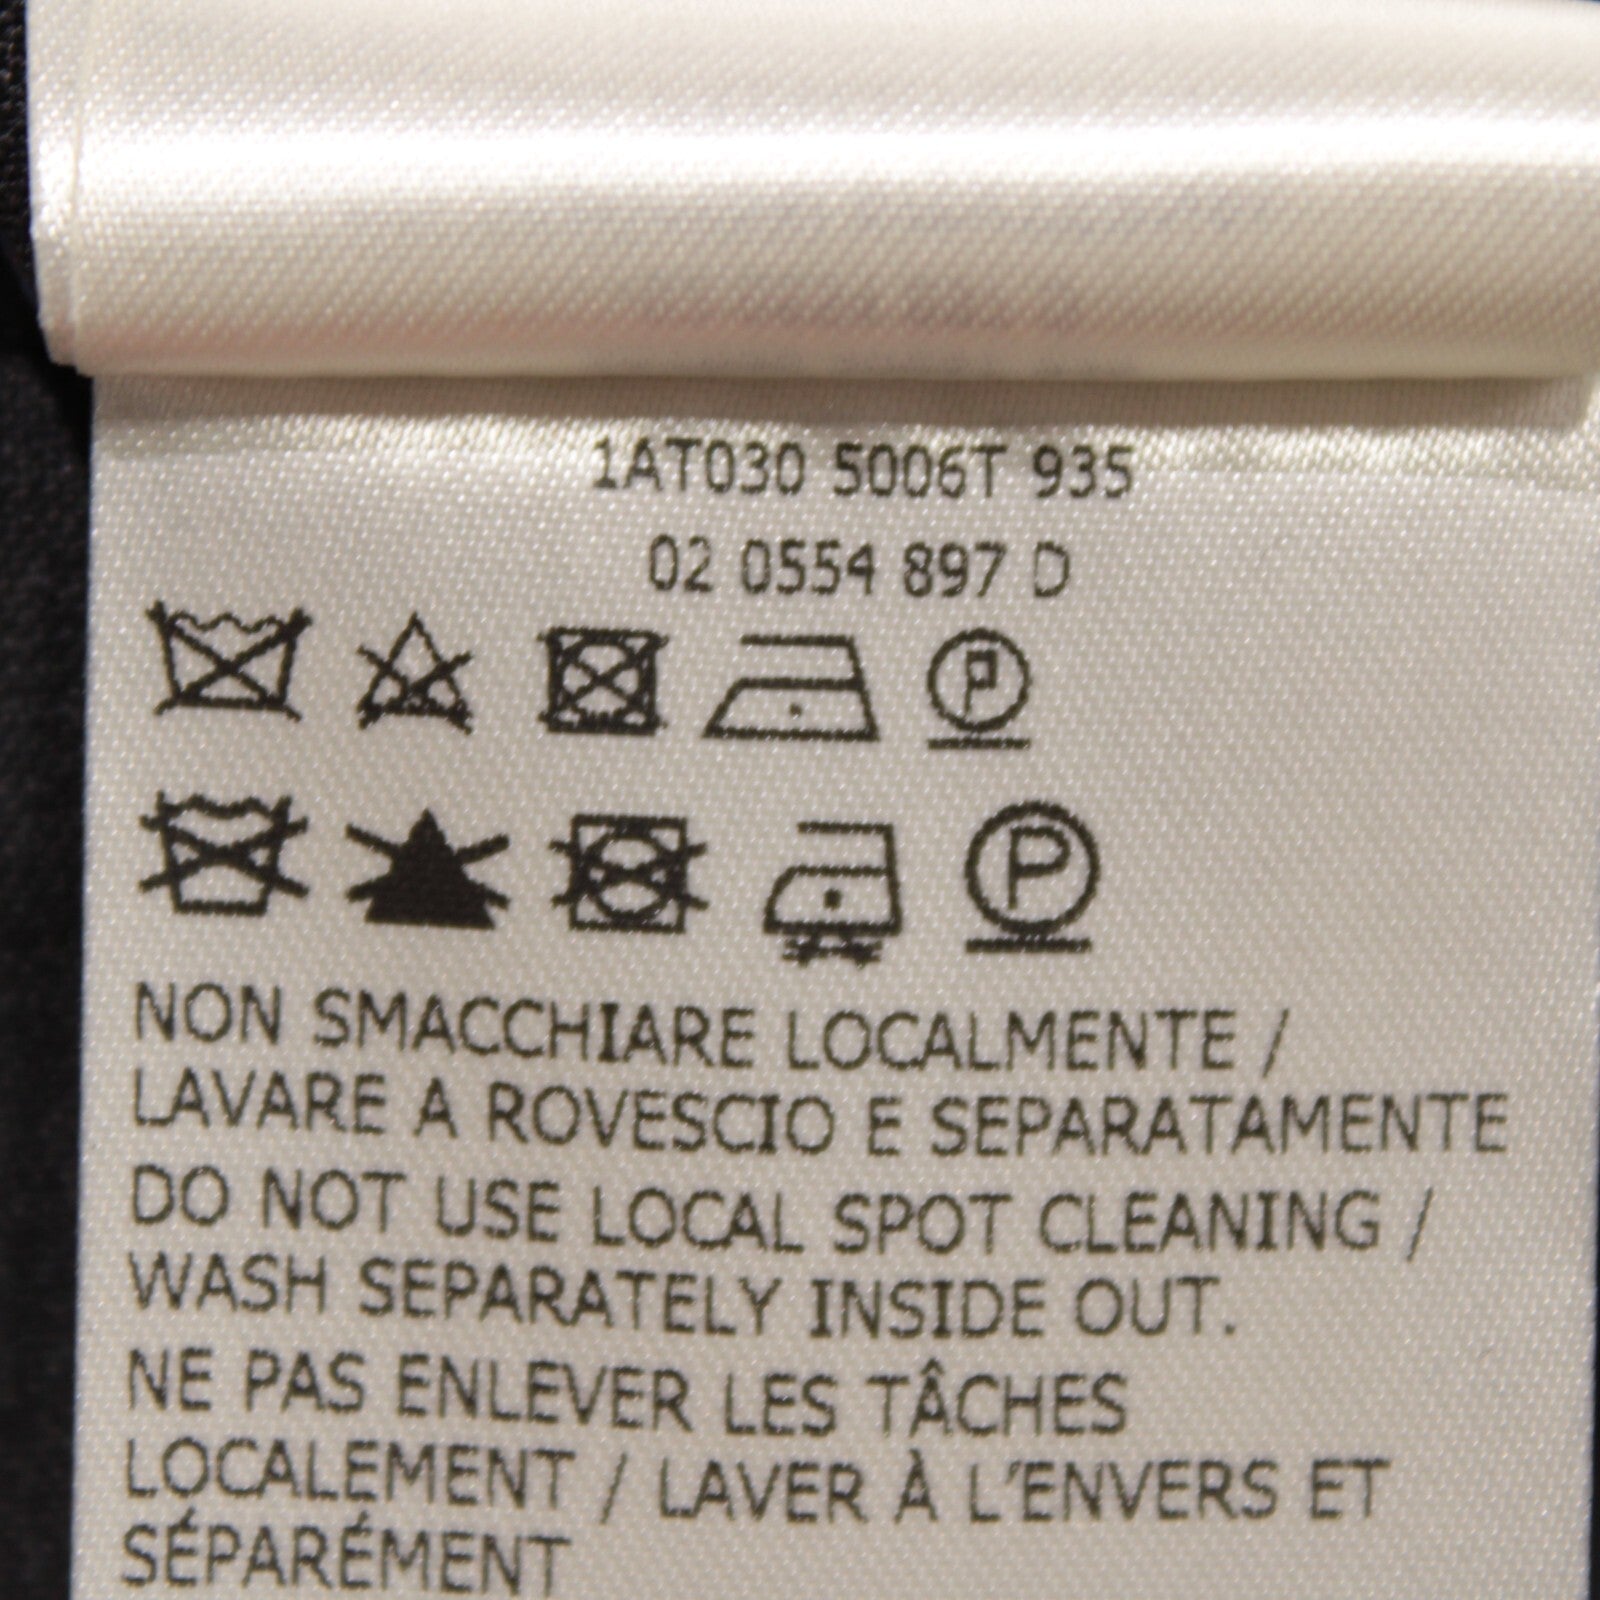 1AT030 5006T 935
02 0554 897 D
P
P
NON SMACCHIARE LOCALMENTE /
LAVARE A ROVESCIO E SEPARATAMENTE
DO NOT USE LOCAL SPOT CLEANING /
WASH SEPARATELY INSIDE OUT.
NE PAS ENLEVER LES TÂCHES
LOCALEMENT / LAVER À L'ENVERS ET
SÉPARÉMENT